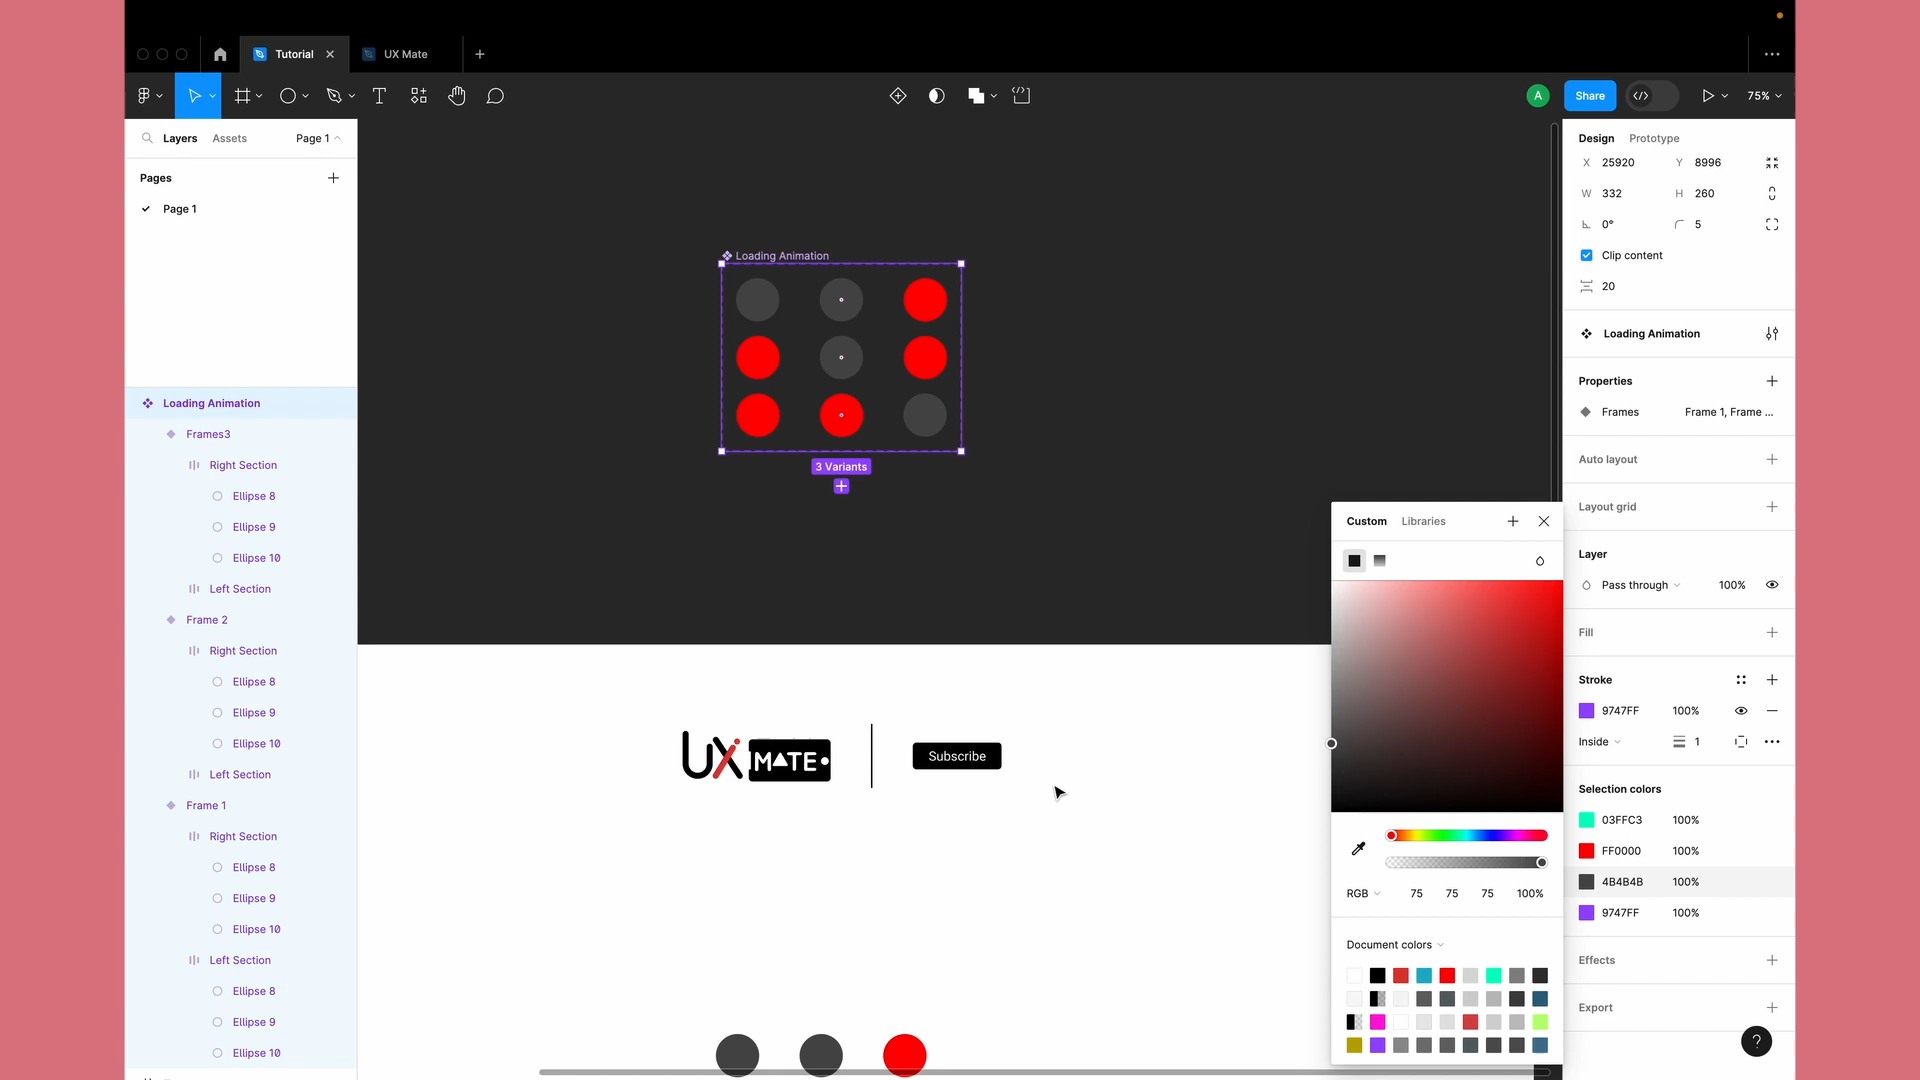 Tutorial
UX Mate
A
Share
75%
Layers
Assets
Page 1
Pages
Page 1
Loading Animation
Frames3
Right Section
Ellipse 8
Ellipse 9
Ellipse 10
Left Section
Frame 2
Right Section
Ellipse 8
Ellipse 9
Ellipse 10
Left Section
Frame 1
Right Section
Ellipse 8
Ellipse 9
Ellipse 10
Left Section
Ellipse 8
Ellipse 9
Ellipse 10
Loading Animation
3 Variants
UX MATE
Subscribe
Custom
Libraries
RGB 75 75 75 100%
Document colors
Design
Prototype
X 25920 Y 8996
W 332 H 260
0° 5
Clip content
20
Loading Animation
Properties
Frames Frame 1, Frame ...
Auto layout
Layout grid
Layer
Pass through 100%
Fill
Stroke
9747FF 100%
Inside 1
Selection colors
03FFC3 100%
FF0000 100%
4B4B4B 100%
9747FF 100%
Effects
Export
?